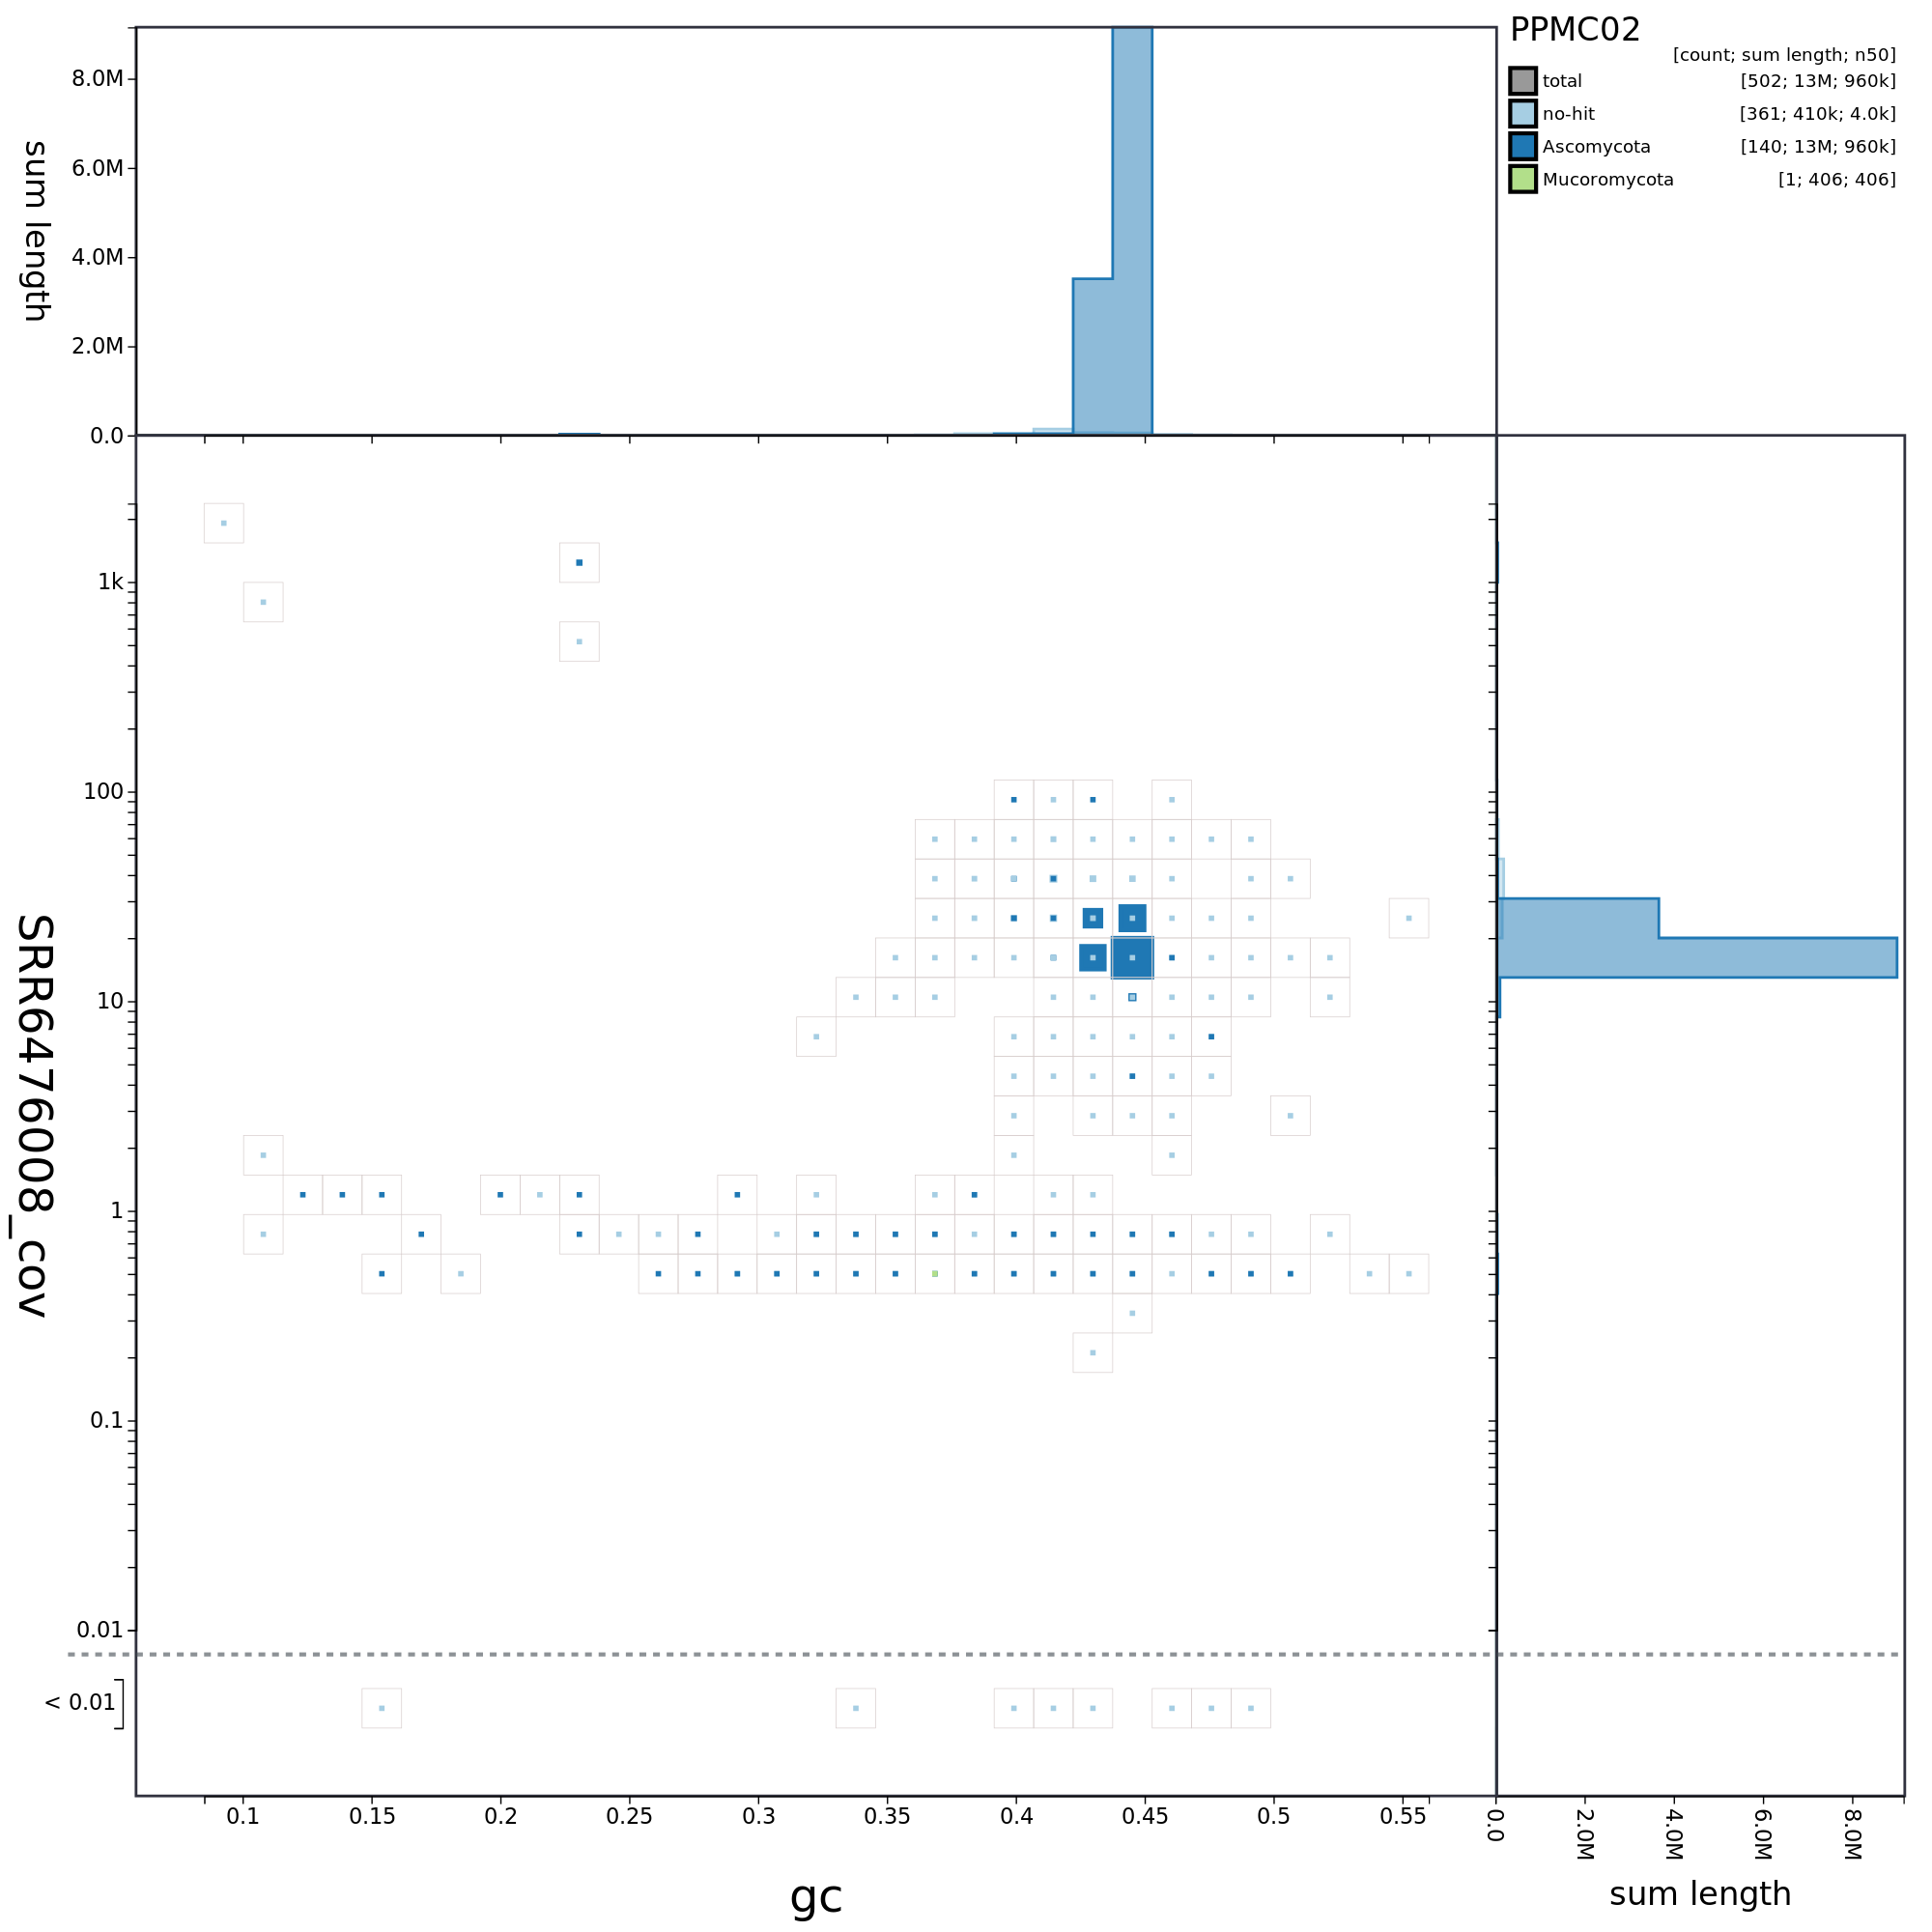 PPMC02
[count; sum length; n50]
total [502; 13M; 960k]
no-hit [361; 410k; 4.0k]
Ascomycota [140; 13M; 960k]
Mucoromycota [1; 406; 406]
sum length
8.0M
6.0M
4.0M
2.0M
0.0
SRR6476008_cov
1k
100
10
1
0.1
0.01
< 0.01
0.1 0.15 0.2 0.25 0.3 0.35 0.4 0.45 0.5 0.55
gc
0.0 2.0M 4.0M 6.0M 8.0M
sum length